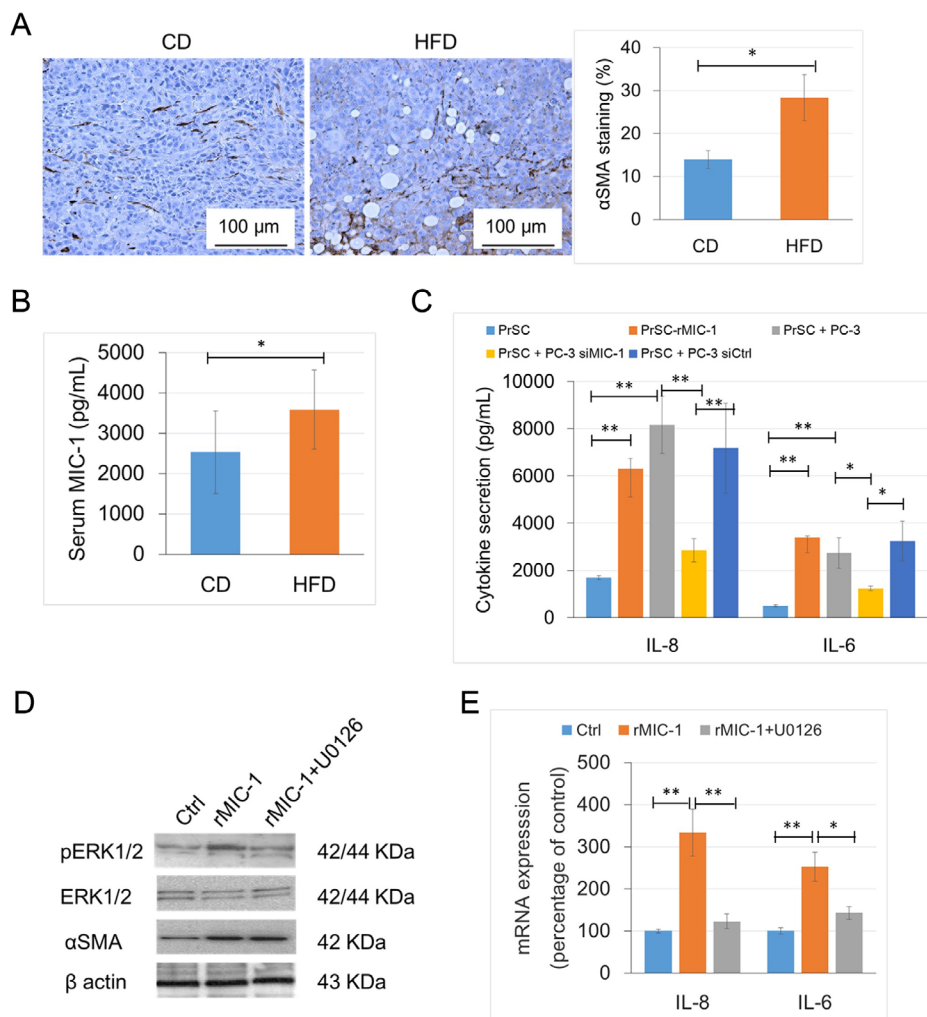 A
CD
HFD
100 µm
100 µm
αSMA staining (%)
40
30
20
10
0
*
CD
HFD
B
Serum MIC-1 (pg/mL)
5000
4000
3000
2000
1000
0
*
CD
HFD
C
PrSC
PrSC-rMIC-1
PrSC + PC-3
PrSC + PC-3 siMIC-1
PrSC + PC-3 siCtrl
Cytokine secretion (pg/mL)
10000
8000
6000
4000
2000
0
** ** ** **
** ** * *
IL-8
IL-6
D
Ctrl
rMIC-1
rMIC-1+U0126
pERK1/2 42/44 KDa
ERK1/2 42/44 KDa
αSMA 42 KDa
β actin 43 KDa
E
Ctrl
rMIC-1
rMIC-1+U0126
mRNA expresssion
(percentage of control)
500
400
300
200
100
00
** ** ** *
IL-8
IL-6